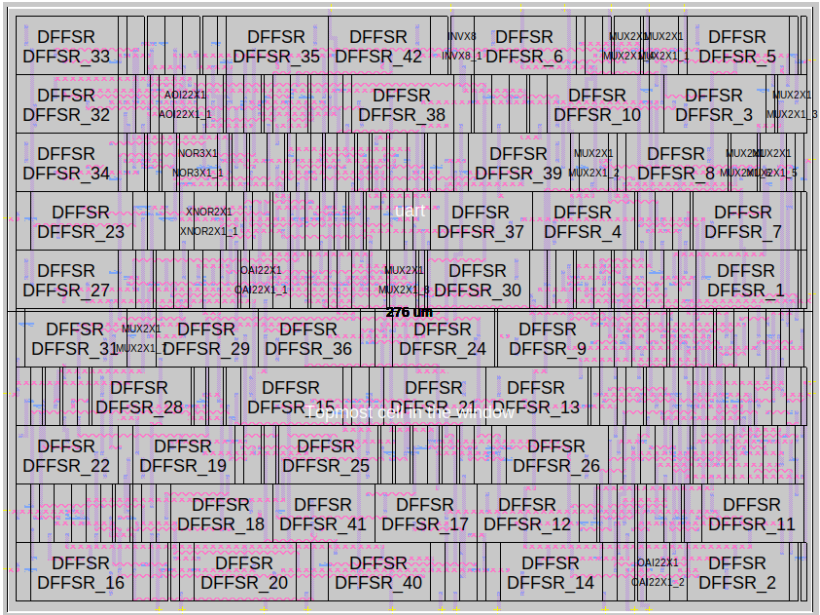 DFFSR DFFSR DFFSR INVX8 DFFSR MUX2X1 MUX2X1 DFFSR
DFFSR_33 DFFSR_35 DFFSR_42 INVX8_1 DFFSR_6 MUX2X1_1 DFFSR_5
DFFSR AOI22X1 DFFSR DFFSR DFFSR MUX2X1
DFFSR_32 AOI22X1_1 DFFSR_38 DFFSR_10 DFFSR_3 MUX2X1_3
DFFSR NOR3X1 DFFSR MUX2X1 DFFSR MUX2X1
DFFSR_34 NOR3X1_1 DFFSR_39 MUX2X1_2 DFFSR_8 MUX2X1_5
DFFSR XNOR2X1 uart DFFSR DFFSR DFFSR
DFFSR_23 XNOR2X1_1 DFFSR_37 DFFSR_4 DFFSR_7
DFFSR OAI22X1 MUX2X1 DFFSR DFFSR
DFFSR_27 OAI22X1_1 DFFSR_30 DFFSR_1
276 um
DFFSR MUX2X1 DFFSR DFFSR DFFSR DFFSR
DFFSR_31 DFFSR_29 DFFSR_36 DFFSR_24 DFFSR_9
DFFSR DFFSR DFFSR DFFSR
DFFSR_28 DFFSR_15 DFFSR_21 DFFSR_13
Topmost cell in the window
DFFSR DFFSR DFFSR DFFSR
DFFSR_22 DFFSR_19 DFFSR_25 DFFSR_26
DFFSR DFFSR DFFSR DFFSR DFFSR
DFFSR_18 DFFSR_41 DFFSR_17 DFFSR_12 DFFSR_11
DFFSR DFFSR DFFSR DFFSR OAI22X1 DFFSR
DFFSR_16 DFFSR_20 DFFSR_40 DFFSR_14 OAI22X1_2 DFFSR_2